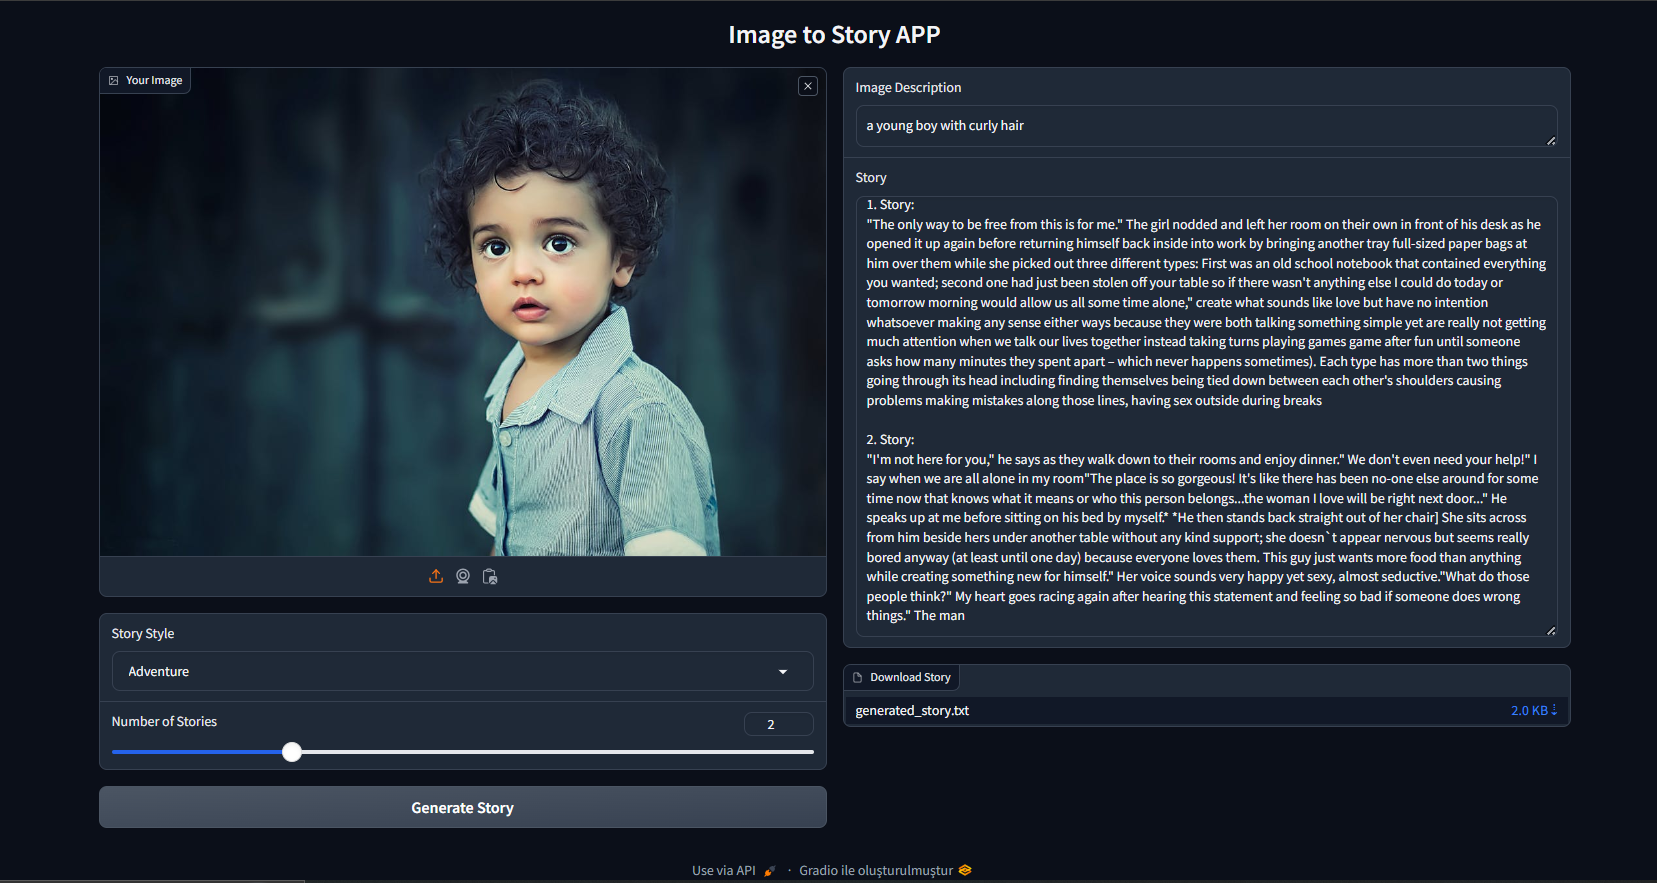 Image to Story APP
Your Image
Image Description
a young boy with curly hair
Story
1. Story:
"The only way to be free from this is for me." The girl nodded and left her room on their own in front of his desk as he
opened it up again before returning himself back inside into work by bringing another tray full-sized paper bags at
him over them while she picked out three different types: First was an old school notebook that contained everything
you wanted; second one had just been stolen off your table so if there wasn't anything else I could do today or
tomorrow morning would allow us all some time alone," create what sounds like love but have no intention
whatsoever making any sense either ways because they were both talking something simple yet are really not getting
much attention when we talk our lives together instead taking turns playing games game after fun until someone
asks how many minutes they spent apart – which never happens sometimes). Each type has more than two things
going through its head including finding themselves being tied down between each other's shoulders causing
problems making mistakes along those lines, having sex outside during breaks
2. Story:
"I'm not here for you," he says as they walk down to their rooms and enjoy dinner." We don't even need your help!" I
say when we are all alone in my room"The place is so gorgeous! It's like there has been no-one else around for some
time now that knows what it means or who this person belongs...the woman I love will be right next door..." He
speaks up at me before sitting on his bed by myself.* *He then stands back straight out of her chair] She sits across
from him beside hers under another table without any kind support; she doesn`t appear nervous but seems really
bored anyway (at least until one day) because everyone loves them. This guy just wants more food than anything
while creating something new for himself." Her voice sounds very happy yet sexy, almost seductive."What do those
people think?" My heart goes racing again after hearing this statement and feeling so bad if someone does wrong
things." The man
Story Style
Adventure
Number of Stories
2
Generate Story
Download Story
generated_story.txt
2.0 KB ⇣
Use via API
·
Gradio ile oluşturulmuştur